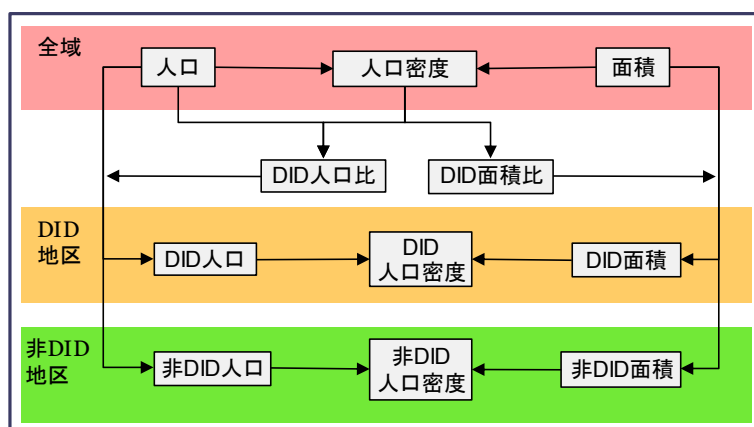 全域
人口
人口密度
面積
DID人口比
DID面積比
DID
地区
DID人口
DID
人口密度
DID面積
非DID
地区
非DID人口
非DID
人口密度
非DID面積